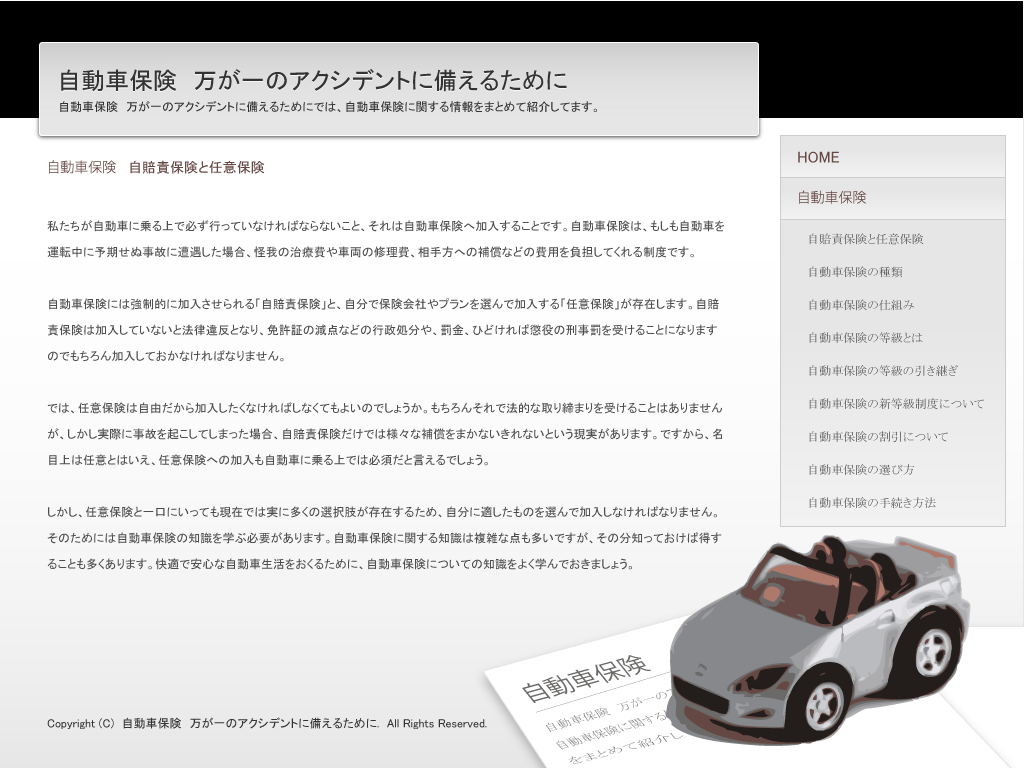 自動車保険　万が一のアクシデントに備えるために
自動車保険　万が一のアクシデントに備えるためにでは、自動車保険に関する情報をまとめて紹介してます。
自動車保険　自賠責保険と任意保険
私たちが自動車に乗る上で必ず行っていなければならないこと、それは自動車保険へ加入することです。自動車保険は、もしも自動車を
運転中に予期せぬ事故に遭遇した場合、怪我の治療費や車両の修理費、相手方への補償などの費用を負担してくれる制度です。
自動車保険には強制的に加入させられる「自賠責保険」と、自分で保険会社やプランを選んで加入する「任意保険」が存在します。自賠
責保険は加入していないと法律違反となり、免許証の減点などの行政処分や、罰金、ひどければ懲役の刑事罰を受けることになります
のでもちろん加入しておかなければなりません。
では、任意保険は自由だから加入したくなければしなくてもよいのでしょうか。もちろんそれで法的な取り締まりを受けることはありません
が、しかし実際に事故を起こしてしまった場合、自賠責保険だけでは様々な補償をまかないきれないという現実があります。ですから、名
目上は任意とはいえ、任意保険への加入も自動車に乗る上では必須だと言えるでしょう。
しかし、任意保険と一口にいっても現在では実に多くの選択肢が存在するため、自分に適したものを選んで加入しなければなりません。
そのためには自動車保険の知識を学ぶ必要があります。自動車保険に関する知識は複雑な点も多いですが、その分知っておけば得す
ることも多くあります。快適で安心な自動車生活をおくるために、自動車保険についての知識をよく学んでおきましょう。
HOME
自動車保険
自賠責保険と任意保険
自動車保険の種類
自動車保険の仕組み
自動車保険の等級とは
自動車保険の等級の引き継ぎ
自動車保険の新等級制度について
自動車保険の割引について
自動車保険の選び方
自動車保険の手続き方法
自動車保険
自動車保険　万が一の
自動車保険に関する
をまとめて紹介し
Copyright (C)　自動車保険　万が一のアクシデントに備えるために. All Rights Reserved.